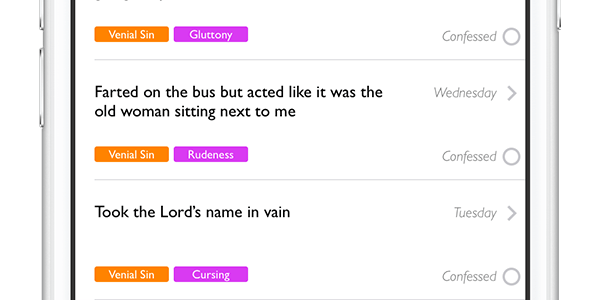 Venial Sin Gluttony Confessed
Farted on the bus but acted like it was the Wednesday
old woman sitting next to me
Venial Sin Rudeness Confessed
Took the Lord's name in vain Tuesday
Venial Sin Cursing Confessed